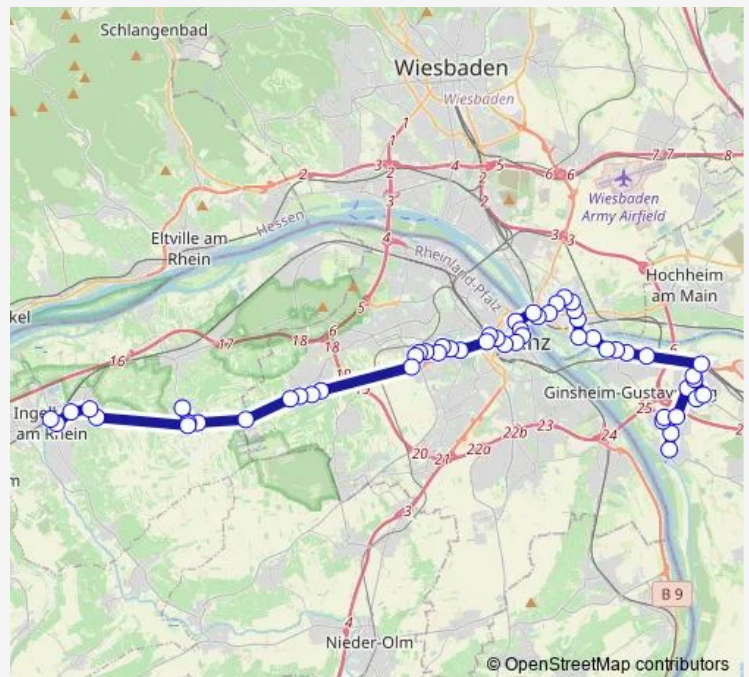 Schlangenbad
Wiesbaden
Wiesbaden
1
1
2
3
2
4
5
6
6
7
7
8
2
2
3
Wiesbaden
Army Airfield
Hessen
3
3
Eltville am
Rhein
4
Rheinland-Pfalz
Hochheim
am Main
5
6
17
18
18
16
6
19
Ginsheim-Gustav
25
am Rhein
20
21
22a
22b
23
24
3
B 9
4
Nieder-Olm
© OpenStreetMap contributors